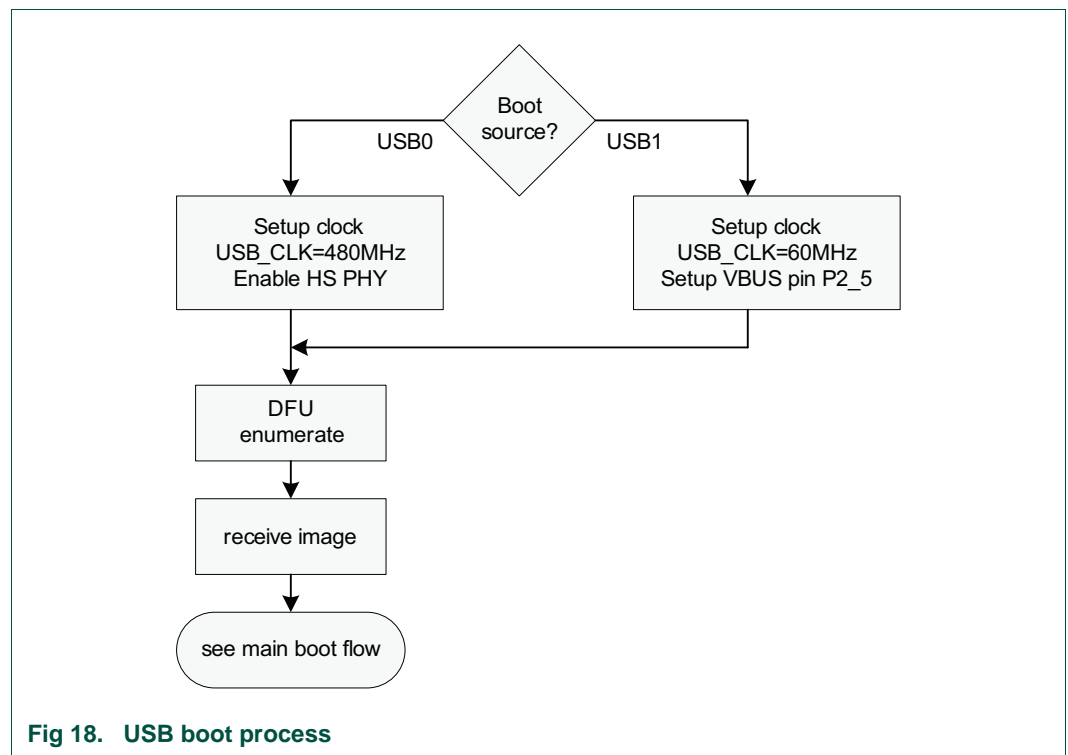 Boot
source?
USB0
USB1
Setup clock
USB_CLK=480MHz
Enable HS PHY
Setup clock
USB_CLK=60MHz
Setup VBUS pin P2_5
DFU
enumerate
receive image
see main boot flow
Fig 18. USB boot process